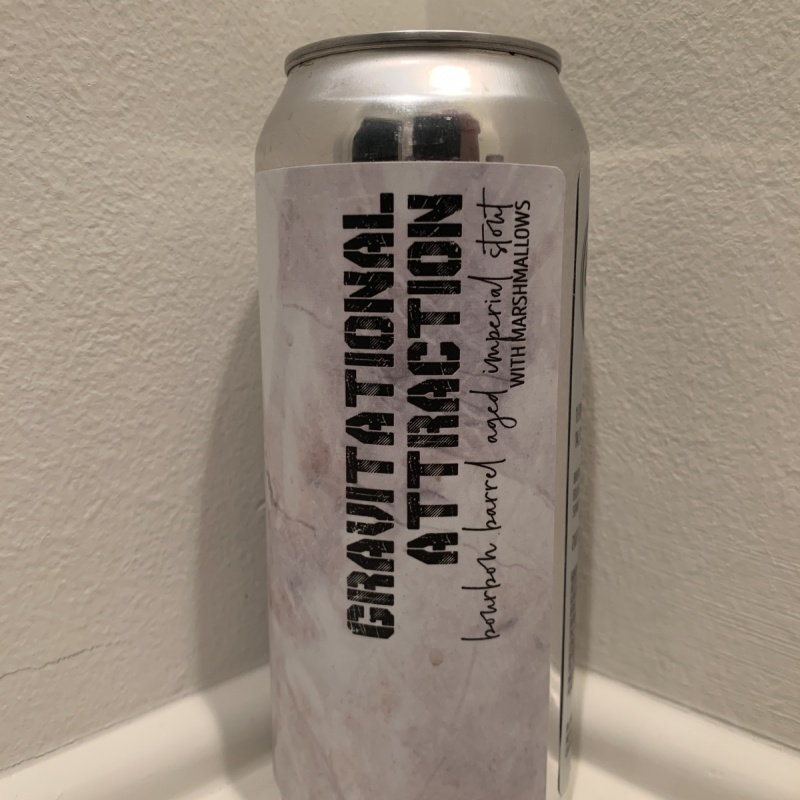 GRAVITATIONAL
ATTRACTION
bourbon barrel aged imperial stout
WITH MARSHMALLOWS